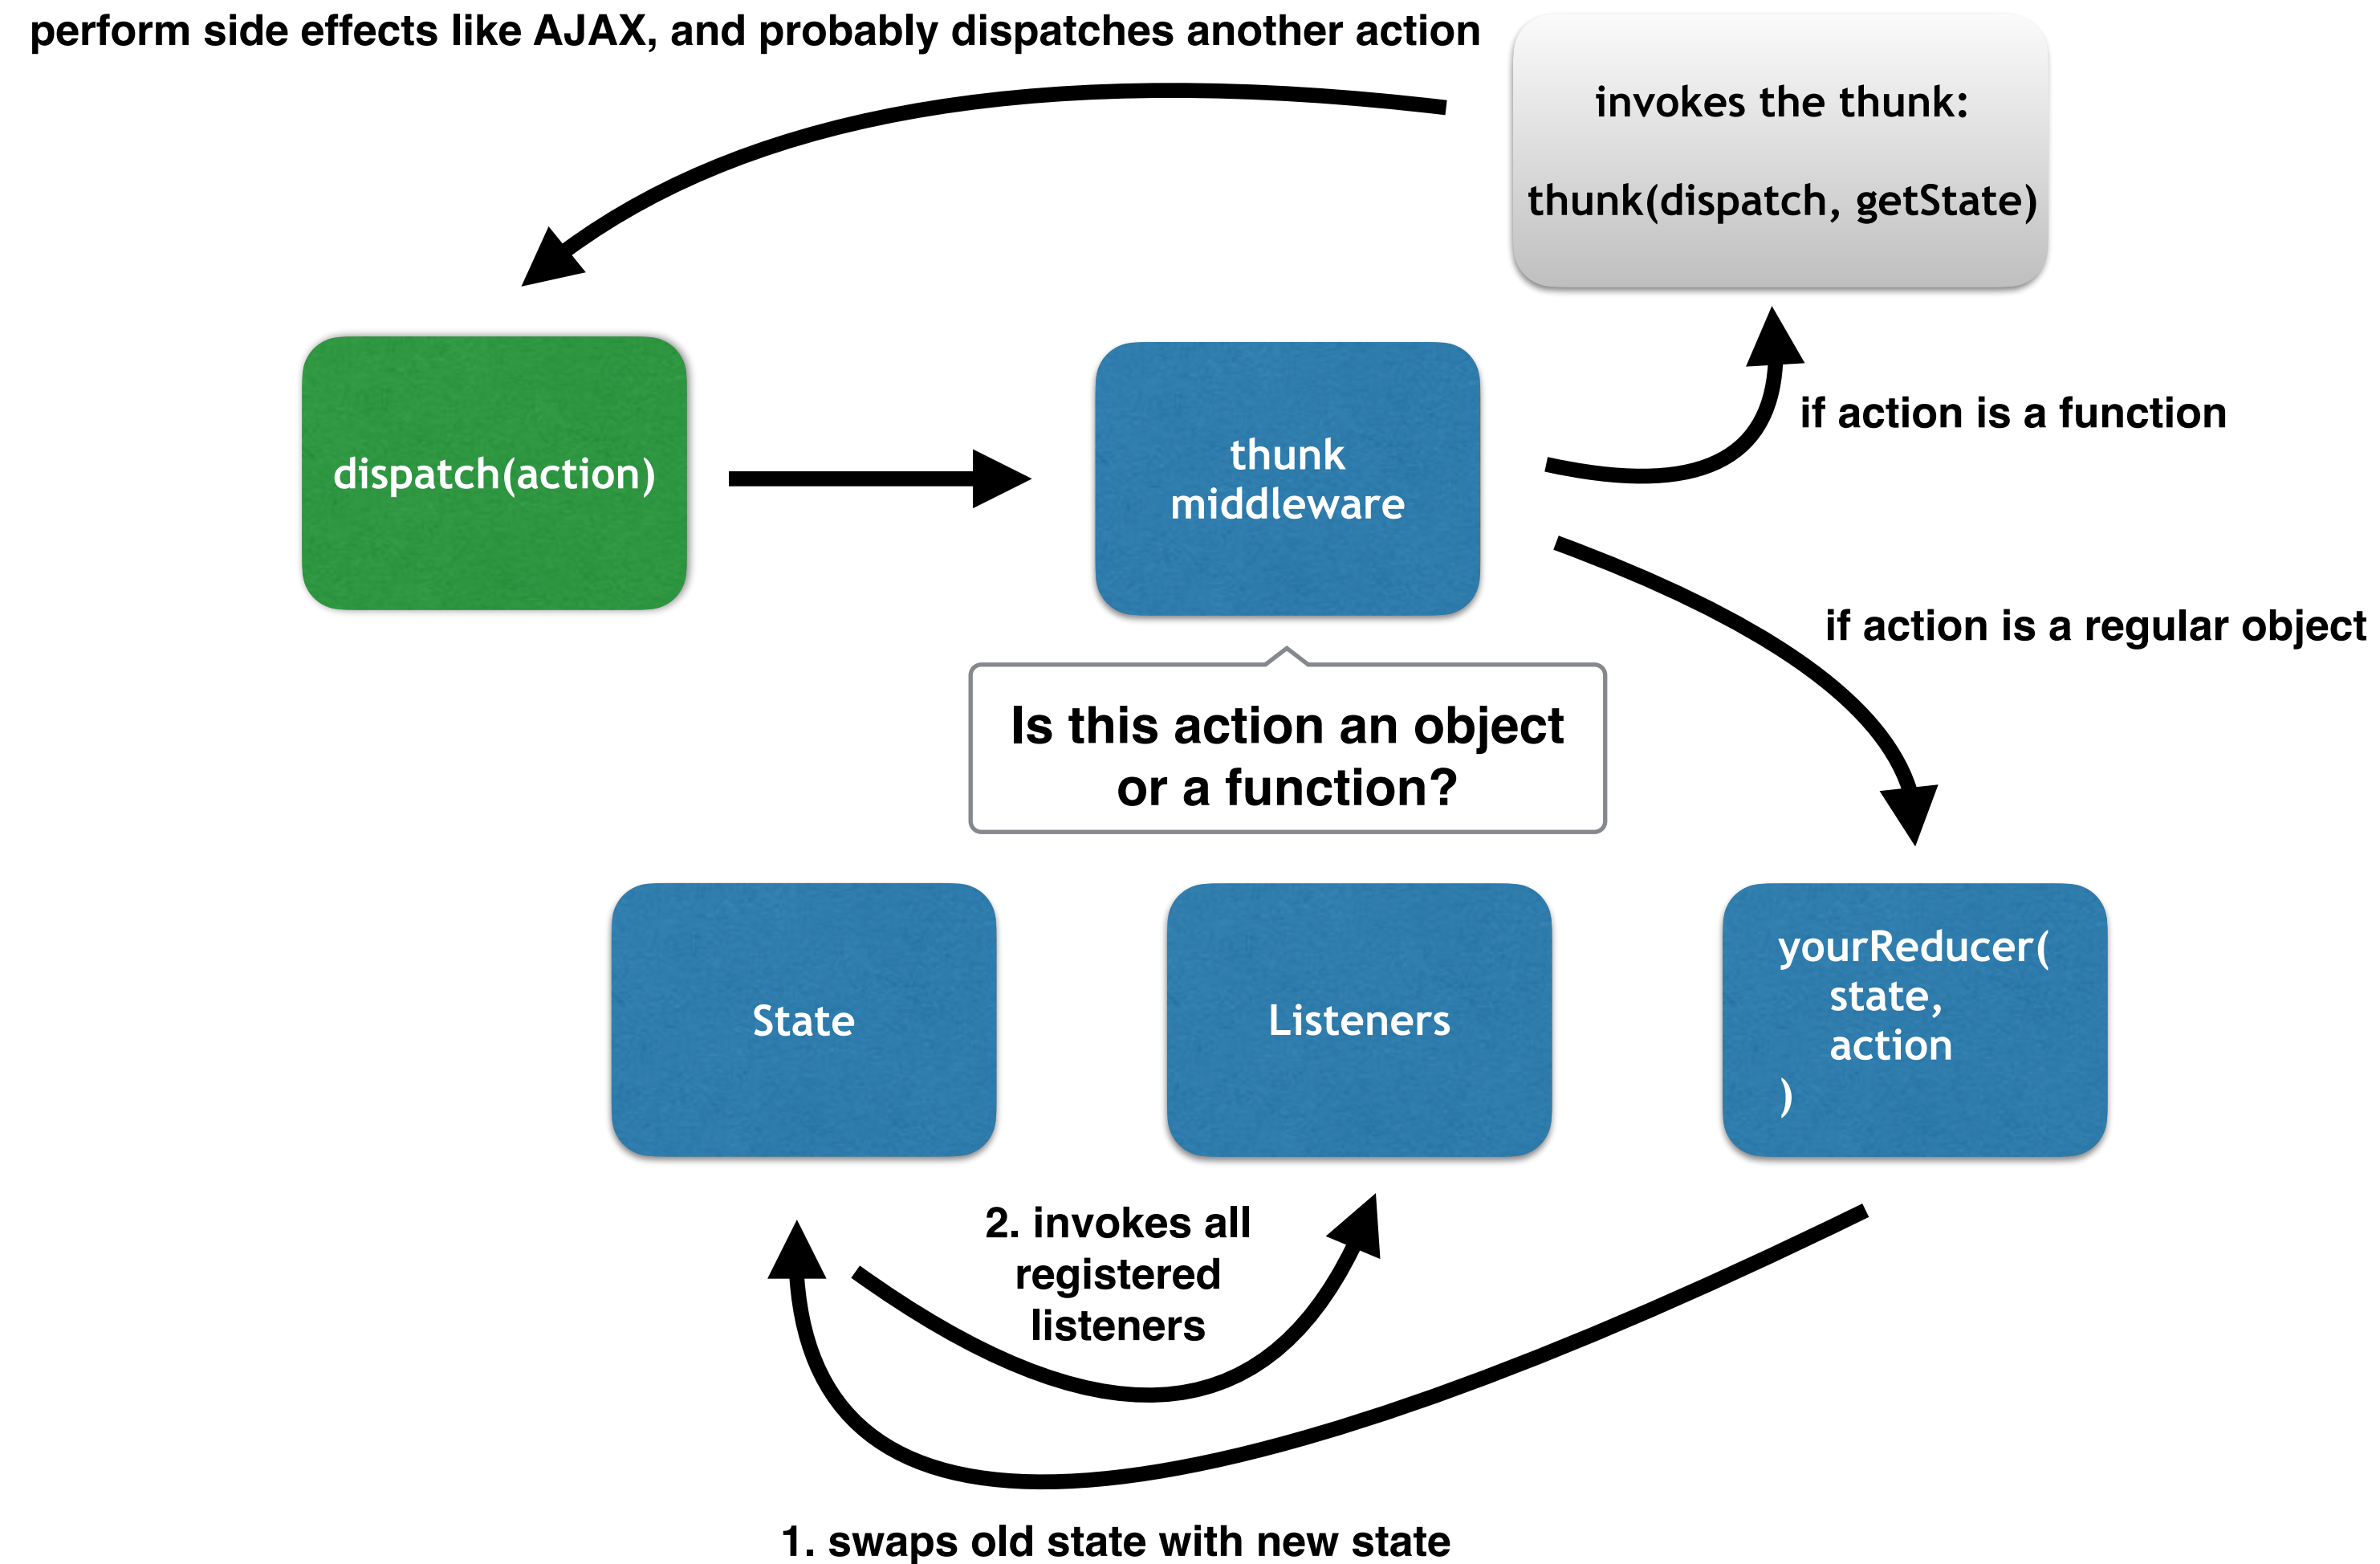 perform side effects like AJAX, and probably dispatches another action
invokes the thunk:
thunk(dispatch, getState)
dispatch(action)
thunk
middleware
if action is a function
if action is a regular object
Is this action an object
or a function?
State
Listeners
yourReducer(
state,
action
)
2. invokes all
registered
listeners
1. swaps old state with new state